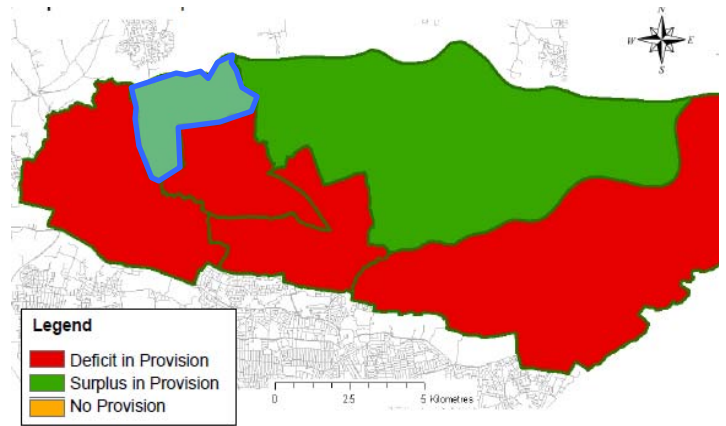 N
W E
S
Legend
Deficit in Provision
Surplus in Provision
No Provision
0 2.5 5 Kilometres